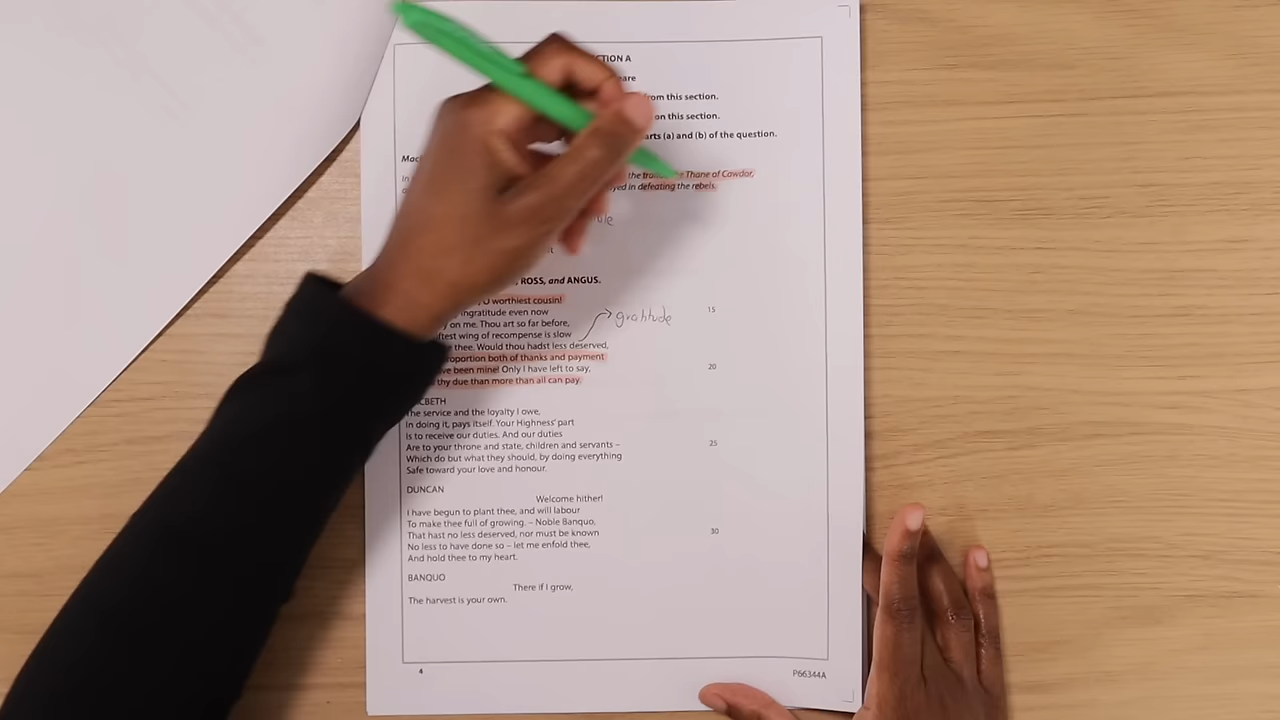 SECTION A
from this section.
on this section.
parts (a) and (b) of the question.
the Thane of Cawdor,
in defeating the rebels.
ROSS, and ANGUS.
O worthiest cousin!
ingratitude even now
on me. Thou art so far before,
wing of recompense is slow
gratitude
15
thee. Would thou hadst less deserved,
both of thanks and payment
been mine! Only I have left to say,
20
thy due than more than all can pay.
The service and the loyalty I owe,
In doing it, pays itself. Your Highness' part
Is to receive our duties. And our duties
Are to your throne and state, children and servants –
25
Which do but what they should, by doing everything
Safe toward your love and honour.
DUNCAN
Welcome hither!
I have begun to plant thee, and will labour
To make thee full of growing. – Noble Banquo,
That hast no less deserved, nor must be known
30
No less to have done so – let me enfold thee,
And hold thee to my heart.
BANQUO
There if I grow,
The harvest is your own.
4
P66344A